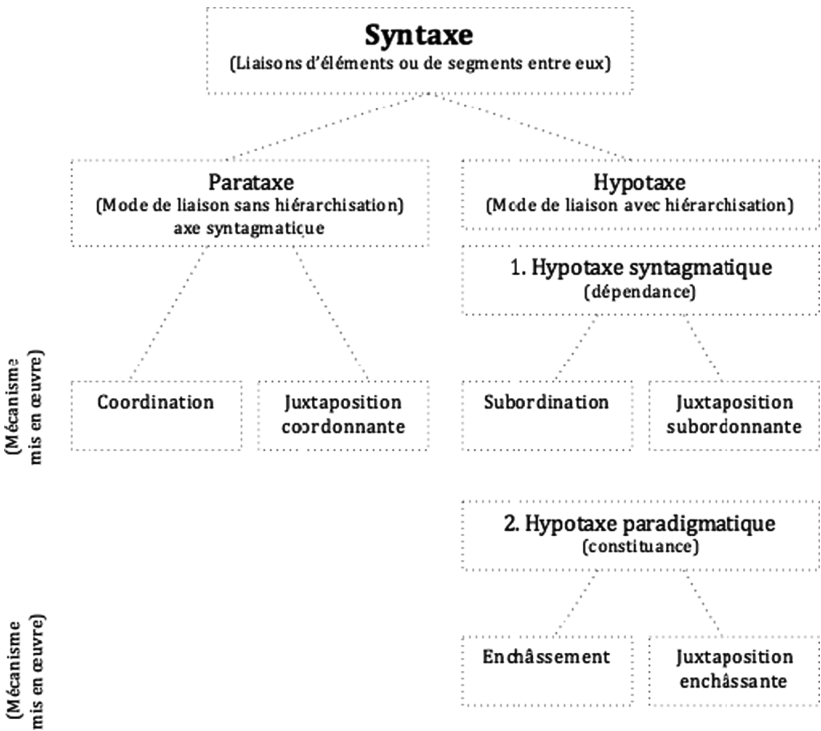 Syntaxe
(Liaisons d'éléments ou de segments entre eux)
Parataxe
(Mode de liaison sans hiérarchisation)
axe syntagmatique
Hypotaxe
(Mode de liaison avec hiérarchisation)
1. Hypotaxe syntagmatique
(dépendance)
(Mécanisme
mis en œuvre)
Coordination
Juxtaposition
coordonnante
Subordination
Juxtaposition
subordonnante
2. Hypotaxe paradigmatique
(constituance)
(Mécanisme
mis en œuvre)
Enchâssement
Juxtaposition
enchâssante